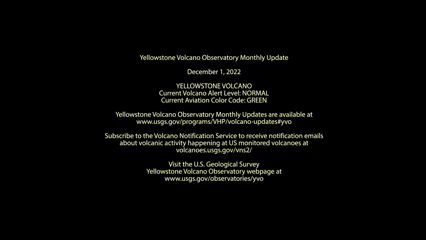 Yellowstone Volcano Observatory Monthly Update
December 1, 2022
YELLOWSTONE VOLCANO
Current Volcano Alert Level: NORMAL
Current Aviation Color Code: GREEN
Yellowstone Volcano Observatory Monthly Updates are available at
www.usgs.gov/programs/VHP/volcano-updates#yvo
Subscribe to the Volcano Notification Service to receive notification emails
about volcanic activity happening at US monitored volcanoes at
volcanoes.usgs.gov/vns2/
Visit the U.S. Geological Survey
Yellowstone Volcano Observatory webpage at
www.usgs.gov/observatories/yvo